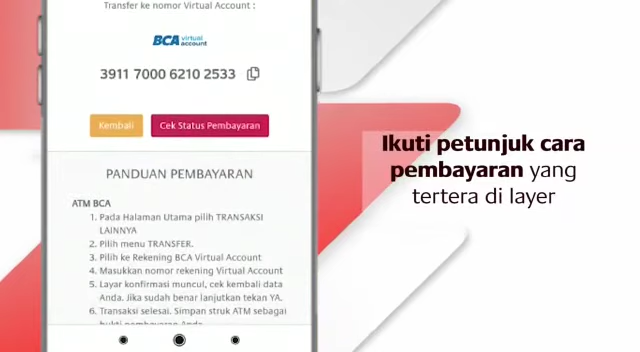 Transfer ke nomor Virtual Account :
BCA virtual account
3911 7000 6210 2533
Kembali
Cek Status Pembayaran
PANDUAN PEMBAYARAN
ATM BCA
1. Pada Halaman Utama pilih TRANSAKSI
LAINNYA
2. Pilih menu TRANSFER.
3. Pilih ke Rekening BCA Virtual Account
4. Masukkan nomor rekening Virtual Account
5. Layar konfirmasi muncul, cek kembali data
Anda. Jika sudah benar lanjutkan tekan YA.
6. Transaksi selesai. Simpan struk ATM sebagai
bukti pembayaran Anda
Ikuti petunjuk cara
pembayaran yang
tertera di layer